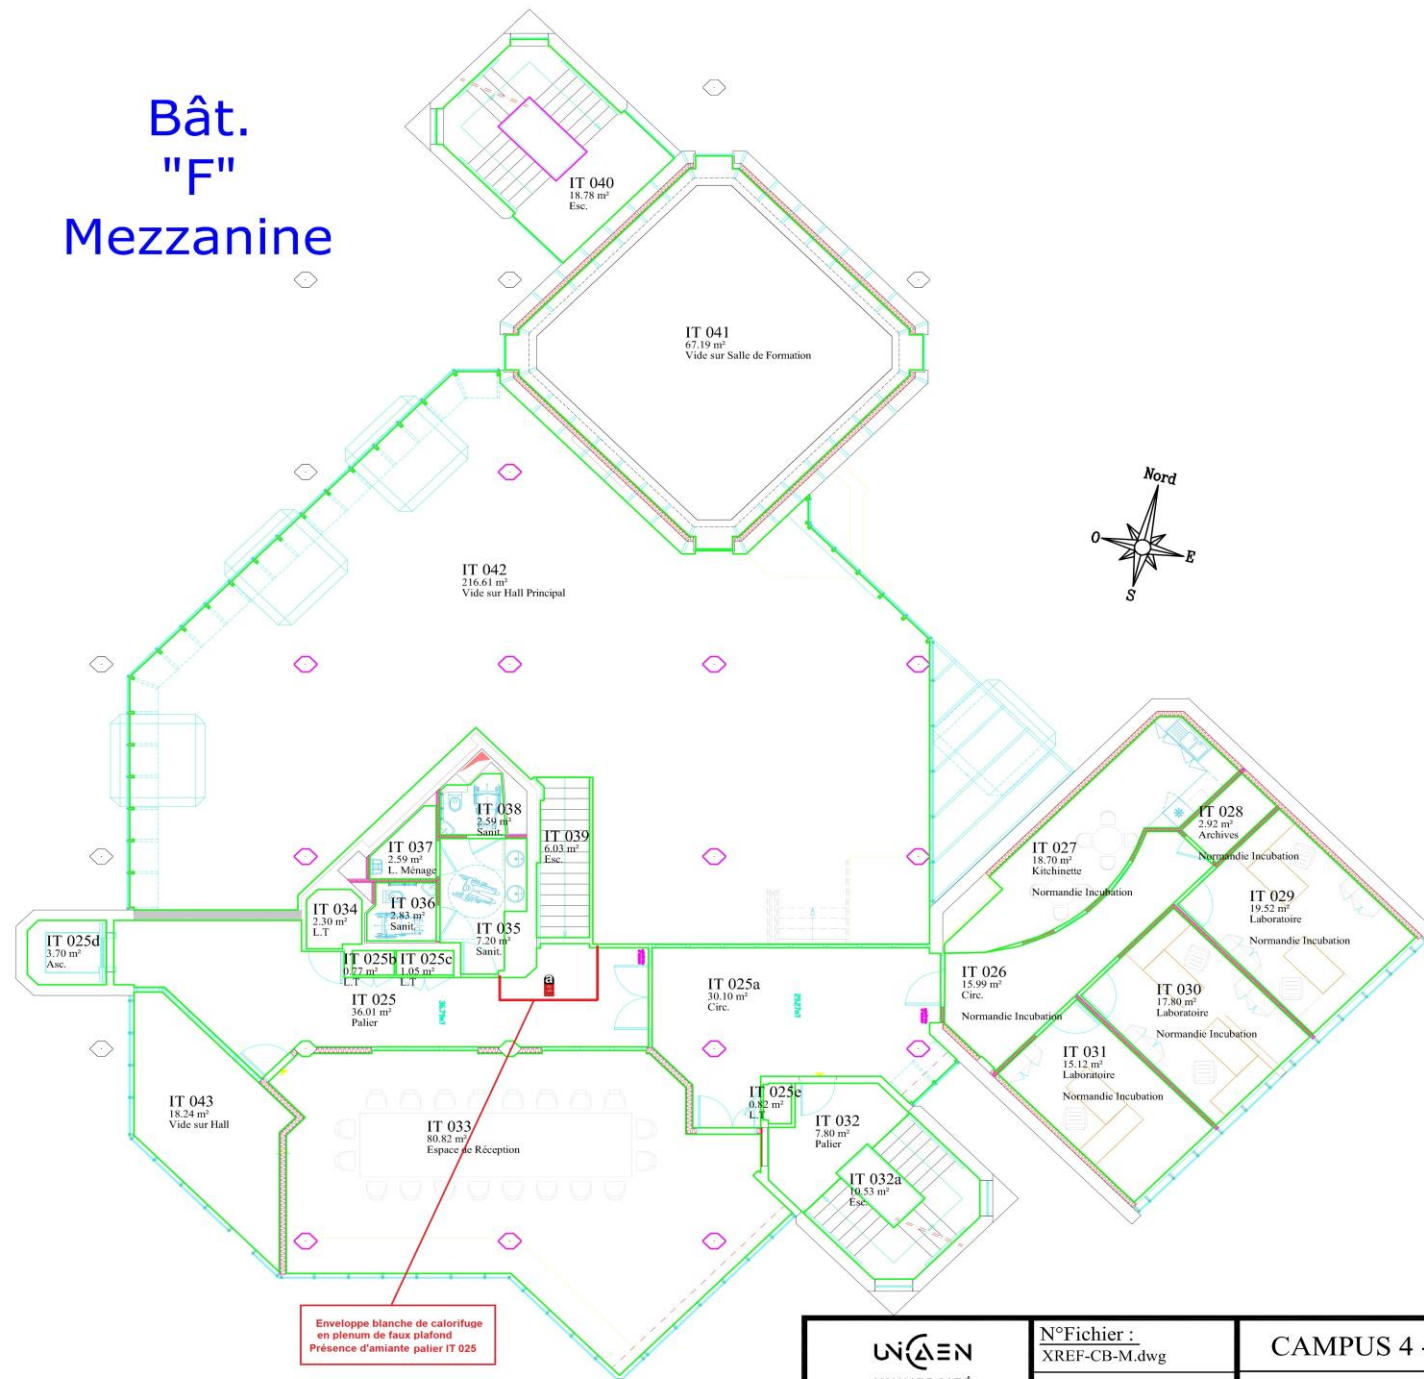 Bât.
"F"
Mezzanine
IT 040
18.78 m²
Esc.
IT 041
67.19 m²
Vide sur Salle de Formation
Nord
O
E
S
IT 042
216.61 m²
Vide sur Hall Principal
IT 038
2.59 m²
Sanit.
IT 039
6.03 m²
Esc.
IT 037
2.59 m²
L. Ménage
IT 036
2.83 m²
Sanit.
IT 035
7.20 m²
Sanit.
IT 034
2.30 m²
L.T
IT 028
2.92 m²
Archives
Normandie Incubation
IT 027
18.70 m²
Kitchinette
Normandie Incubation
IT 029
19.52 m²
Laboratoire
Normandie Incubation
IT 025d
3.70 m²
Asc.
IT 025b
0.77 m²
L.T
IT 025c
1.05 m²
L.T
IT 025
36.01 m²
Palier
a
IT 025a
30.10 m²
Circ.
IT 026
15.99 m²
Circ.
Normandie Incubation
IT 030
17.80 m²
Laboratoire
Normandie Incubation
IT 031
15.12 m²
Laboratoire
Normandie Incubation
IT 043
18.24 m²
Vide sur Hall
IT 033
80.82 m²
Espace de Réception
IT 025e
0.82 m²
L.T
IT 032
7.80 m²
Palier
IT 032a
10.53 m²
Esc.
Enveloppe blanche de calorifuge
en plenum de faux plafond
Présence d'amiante palier IT 025
UNICAEN
N°Fichier :
XREF-CB-M.dwg
CAMPUS 4 -